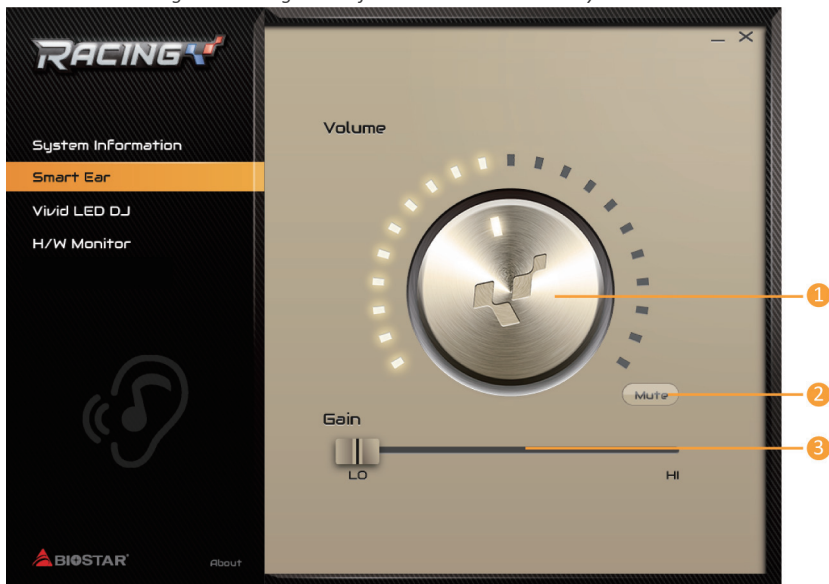 RACING
System Information
Smart Ear
Vivid LED DJ
H/W Monitor
Volume
1
Mute
2
Gain
3
LO
HI
BIOSTAR
About